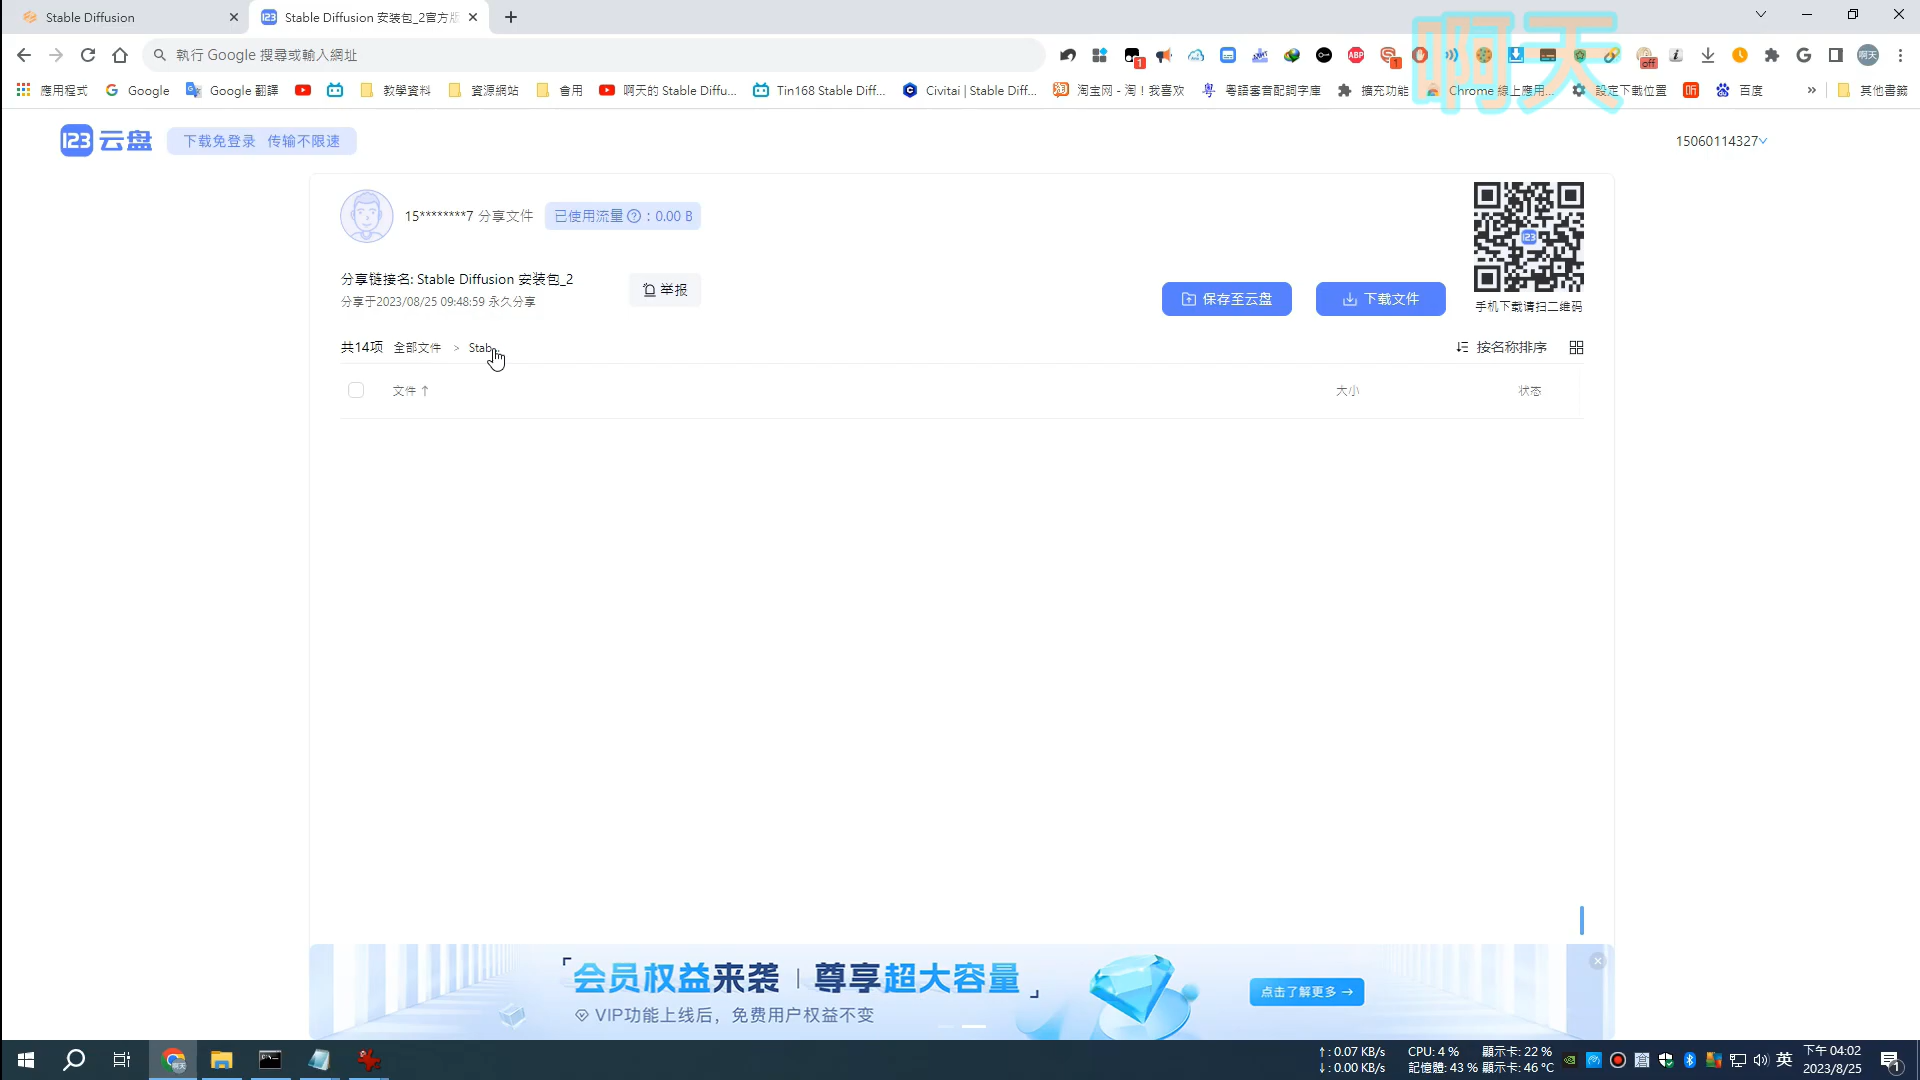 Stable Diffusion
Stable Diffusion 安装包_2官方版
執行 Google 搜尋或輸入網址
啊天
應用程式
Google
Google 翻譯
教學資料
資源網站
會用
啊天的 Stable Diffu...
Tin168 Stable Diff...
Civitai | Stable Diff...
淘宝网 - 淘！我喜欢
粵語審音配詞字庫
擴充功能
Chrome 線上應用...
設定下載位置
百度
其他書籤
123云盘
下载免登录 传输不限速
15060114327
15********7 分享文件
已使用流量 : 0.00 B
分享链接名: Stable Diffusion 安装包_2
分享于2023/08/25 09:48:59 永久分享
举报
保存至云盘
下载文件
手机下载请扫二维码
共14项 全部文件 > Stab
按名称排序
文件
大小
状态
「会员权益来袭 | 尊享超大容量」
VIP功能上线后，免费用户权益不变
点击了解更多 →
↑ : 0.07 KB/s
↓ : 0.00 KB/s
CPU: 4 % 顯示卡: 22 %
記憶體: 43 % 顯示卡: 46 °C
英
下午 04:02
2023/8/25
1